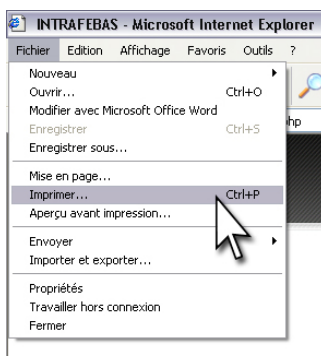 INTRAFEBAS - Microsoft Internet Explorer
Fichier Edition Affichage Favoris Outils ?
Nouveau
Ouvrir... Ctrl+O
Modifier avec Microsoft Office Word
Enregistrer Ctrl+S
Enregistrer sous...
hp
Mise en page...
Imprimer... Ctrl+P
Aperçu avant impression...
Envoyer
Importer et exporter...
Propriétés
Travailler hors connexion
Fermer